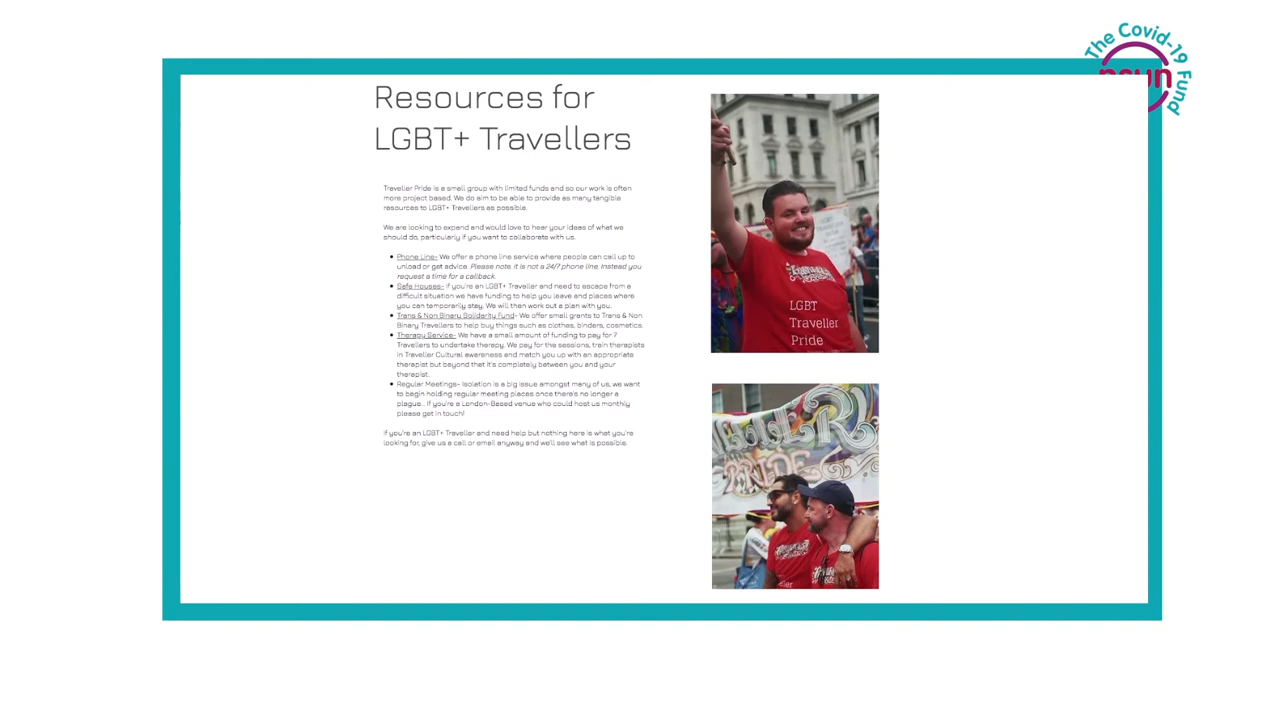 The Covid-19 Fund
nsun
Resources for
LGBT+ Travellers
Traveller Pride is a small group with limited funds and so our work is often
more project based. We do aim to be able to provide as many tangible
resources to LGBT+ Travellers as possible.
We are looking to expand and would love to hear your ideas of what we
should do, particularly if you want to collaborate with us.
• Phone Line- We offer a phone line service where people can call up to
unload or get advice. Please note, it is not a 24/7 phone line. Instead you
request a time for a callback.
• Safe Houses- if you're an LGBT+ Traveller and need to escape from a
difficult situation we have funding to help you leave and places where
you can temporarily stay. We will then work out a plan with you.
• Trans & Non Binary Solidarity Fund- We offer small grants to Trans & Non
Binary Travellers to help buy things such as clothes, binders, cosmetics.
• Therapy Service- We have a small amount of funding to pay for 7
Travellers to undertake therapy. We pay for the sessions, train therapists
in Traveller Cultural awareness and match you up with an appropriate
therapist but beyond that it's completely between you and your
therapist.
• Regular Meetings- Isolation is a big issue amongst many of us, we want
to begin holding regular meeting places once there's no longer a
plague... If you're a London-Based venue who could host us monthly
please get in touch!
If you're an LGBT+ Traveller and need help but nothing here is what you're
looking for, give us a call or email anyway and we'll see what is possible.
LGBT
Traveller
Pride
PRIDE